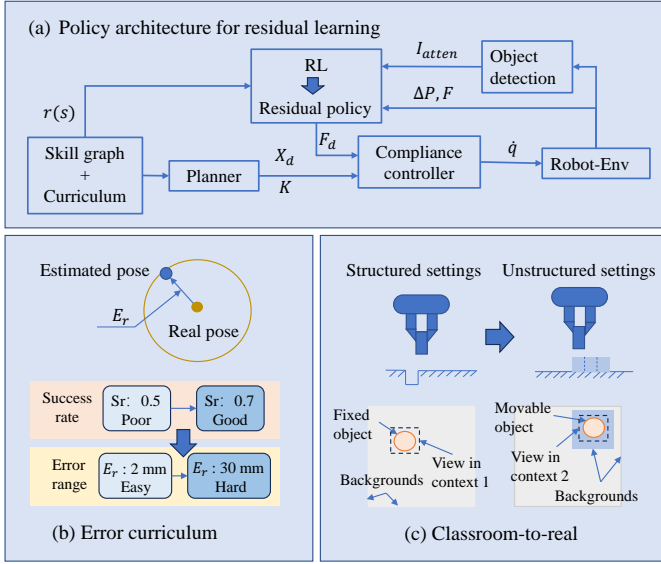 (a) Policy architecture for residual learning
RL
Residual policy
I_atten
Object
detection
ΔP, F
r(s)
F_d
Skill graph
+
Curriculum
Planner
X_d
K
Compliance
controller
q̇
Robot-Env
Estimated pose
E_r
Real pose
Success
rate
Sr: 0.5
Poor
Sr: 0.7
Good
Error
range
E_r : 2 mm
Easy
E_r : 30 mm
Hard
(b) Error curriculum
Structured settings
Unstructured settings
Fixed
object
View in
context 1
Backgrounds
Movable
object
View in
context 2
Backgrounds
(c) Classroom-to-real